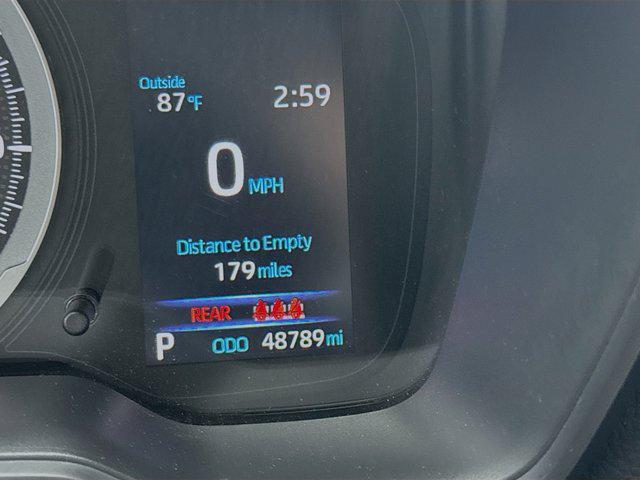 Outside
87°F 2:59
0 MPH
Distance to Empty
179 miles
REAR
P ODO 48789 mi